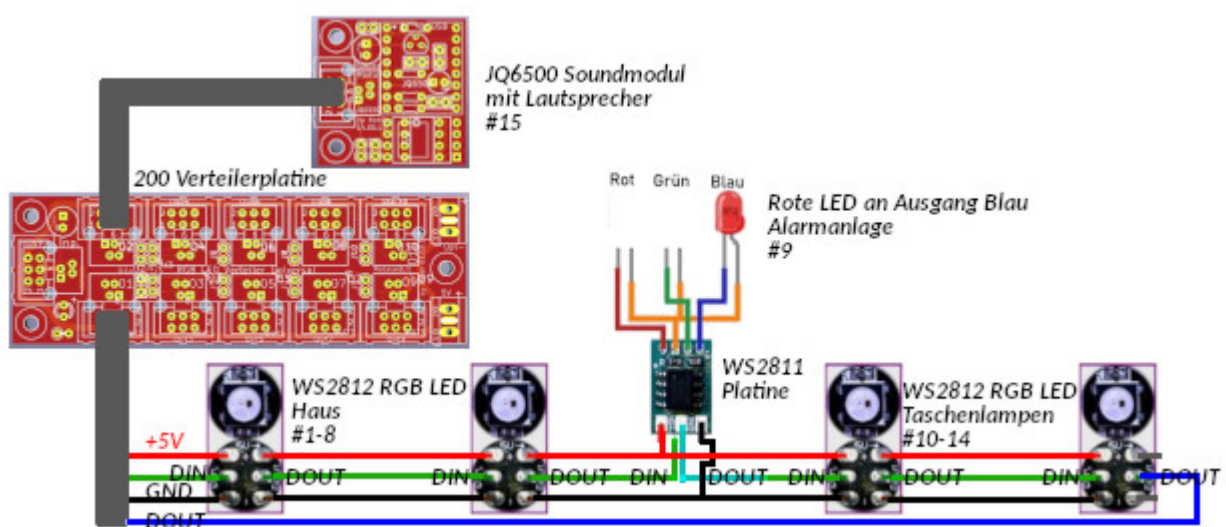 JQ6500 Soundmodul
mit Lautsprecher
#15
200 Verteilerplatine
Rot Grün Blau
Rote LED an Ausgang Blau
Alarmanlage
#9
WS2812 RGB LED
Haus
#1-8
WS2811
Platine
WS2812 RGB LED
Taschenlampen
#10-14
+5V
DIN DOUT DIN DOUT DIN DOUT DIN DOUT DIN DOUT
GND
DOUT